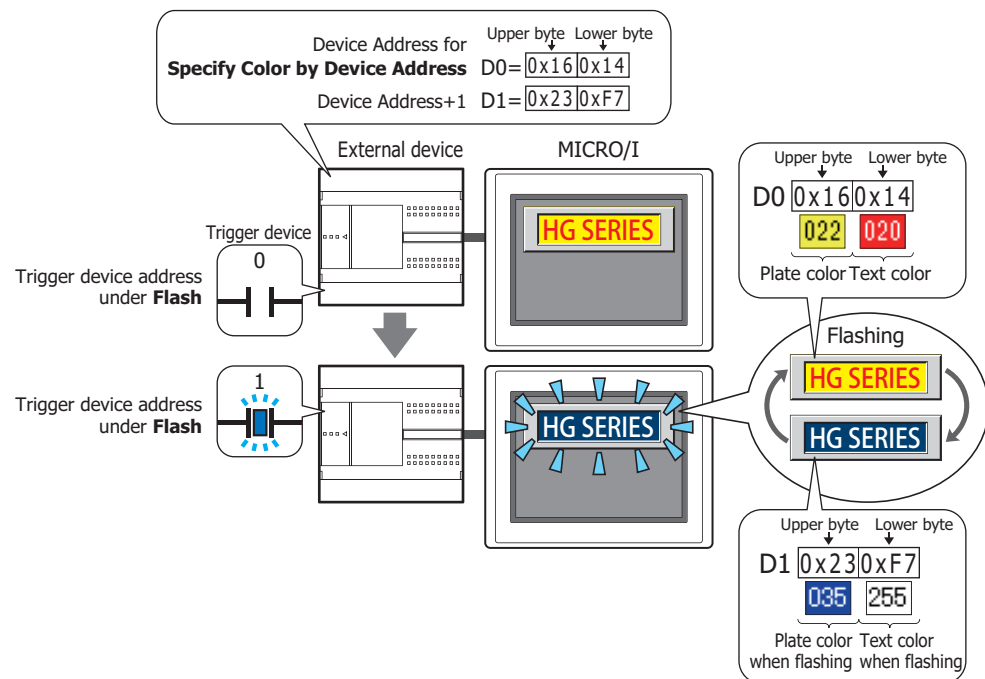 Upper byte Lower byte
Device Address for
Specify Color by Device Address D0= 0x16 0x14
Device Address+1 D1= 0x23 0xF7
External device MICRO/I
HG SERIES
Trigger device
0
Trigger device address
under Flash
1
Trigger device address
under Flash
HG SERIES
Upper byte Lower byte
D0 0x16 0x14
022 020
Plate color Text color
Flashing
HG SERIES
HG SERIES
Upper byte Lower byte
D1 0x23 0xF7
035 255
Plate color Text color
when flashing when flashing